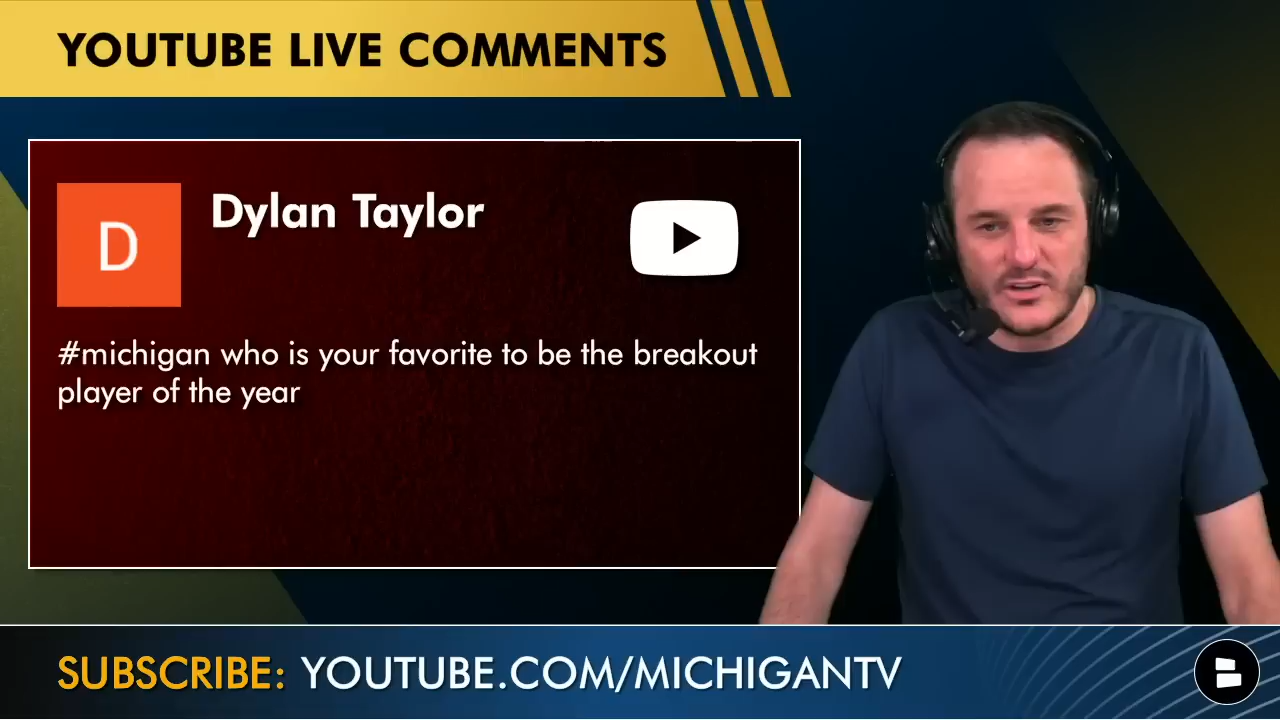 YOUTUBE LIVE COMMENTS
D
Dylan Taylor
#michigan who is your favorite to be the breakout
player of the year
SUBSCRIBE: YOUTUBE.COM/MICHIGANTV